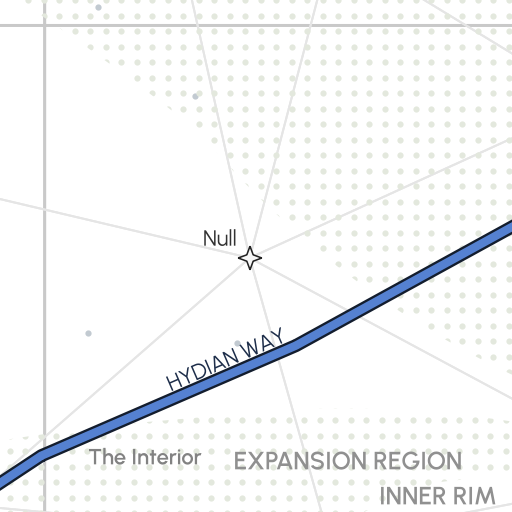 Null
HYDIAN WAY
The Interior
EXPANSION REGION
INNER RIM